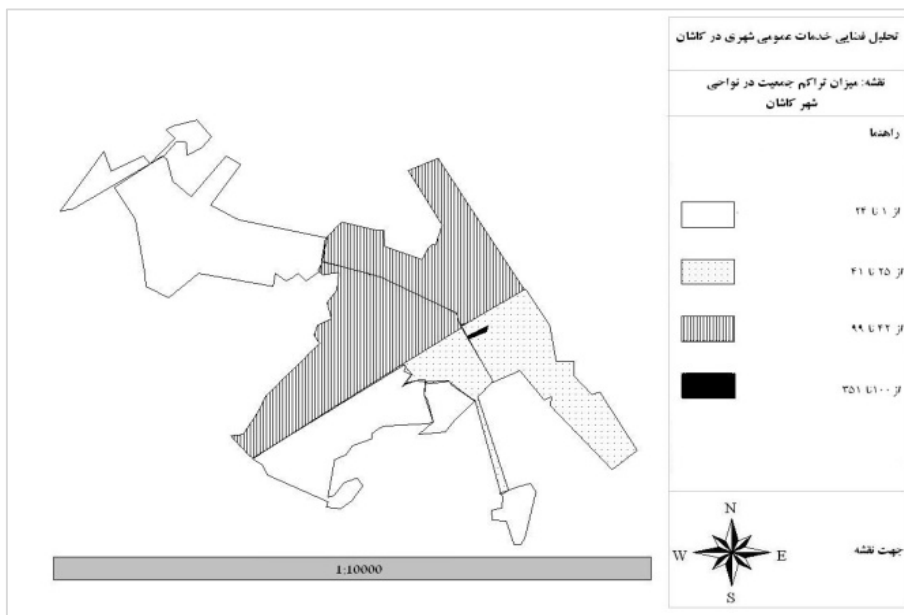 تحلیل فضایی خدمات عمومی شهری در کاشان
نقشه: میزان تراکم جمعیت در نواحی
شهر کاشان
راهنما
از ۱ تا ۲۴
از ۲۵ تا ۴۱
از ۴۲ تا ۹۹
از ۱۰۰ تا ۳۵۱
جهت نقشه
N
W E
S
1:10000